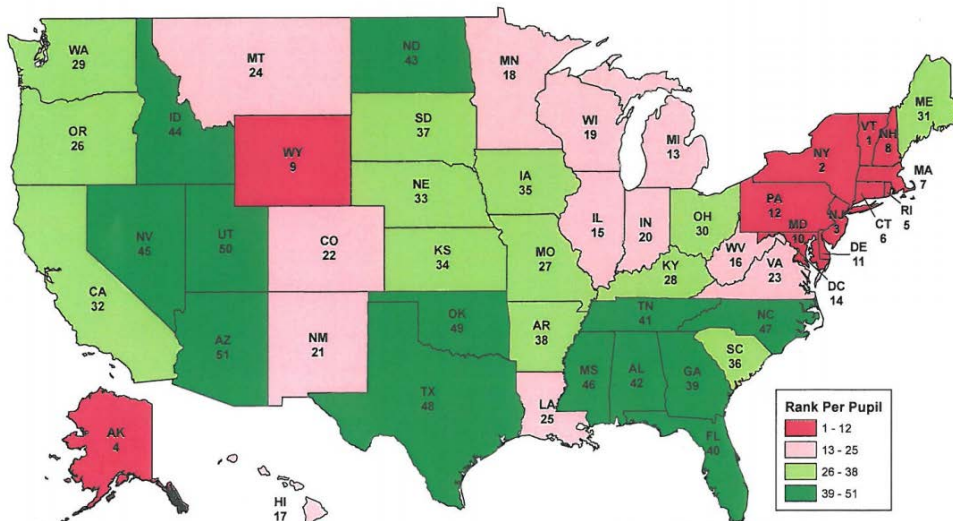 WA
29
MT
24
ND
43
MN
18
ME
31
OR
26
ID
44
SD
37
WI
19
MI
13
VT
1
NH
8
NY
2
MA
7
WY
9
NE
33
IA
35
PA
12
NJ
3
RI
5
CT
6
NV
45
UT
50
CO
22
KS
34
MO
27
IL
15
IN
20
OH
30
WV
16
MD
10
DE
11
DC
14
CA
32
KY
28
VA
23
AZ
51
NM
21
OK
49
AR
38
TN
41
NC
47
SC
36
TX
48
LA
25
MS
46
AL
42
GA
39
FL
40
AK
4
HI
17
Rank Per Pupil
1 - 12
13 - 25
26 - 38
39 - 51